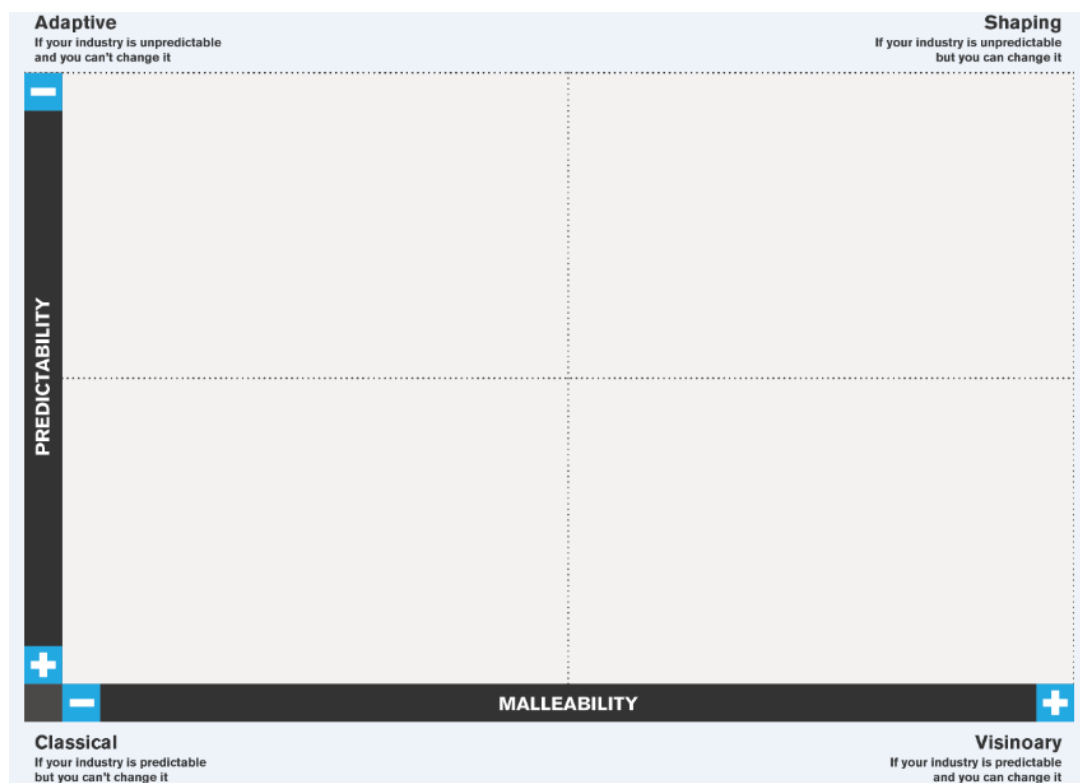 Adaptive
If your industry is unpredictable
and you can't change it
Shaping
If your industry is unpredictable
but you can change it
PREDICTABILITY
MALLEABILITY
Classical
If your industry is predictable
but you can't change it
Visinoary
If your industry is predictable
and you can change it